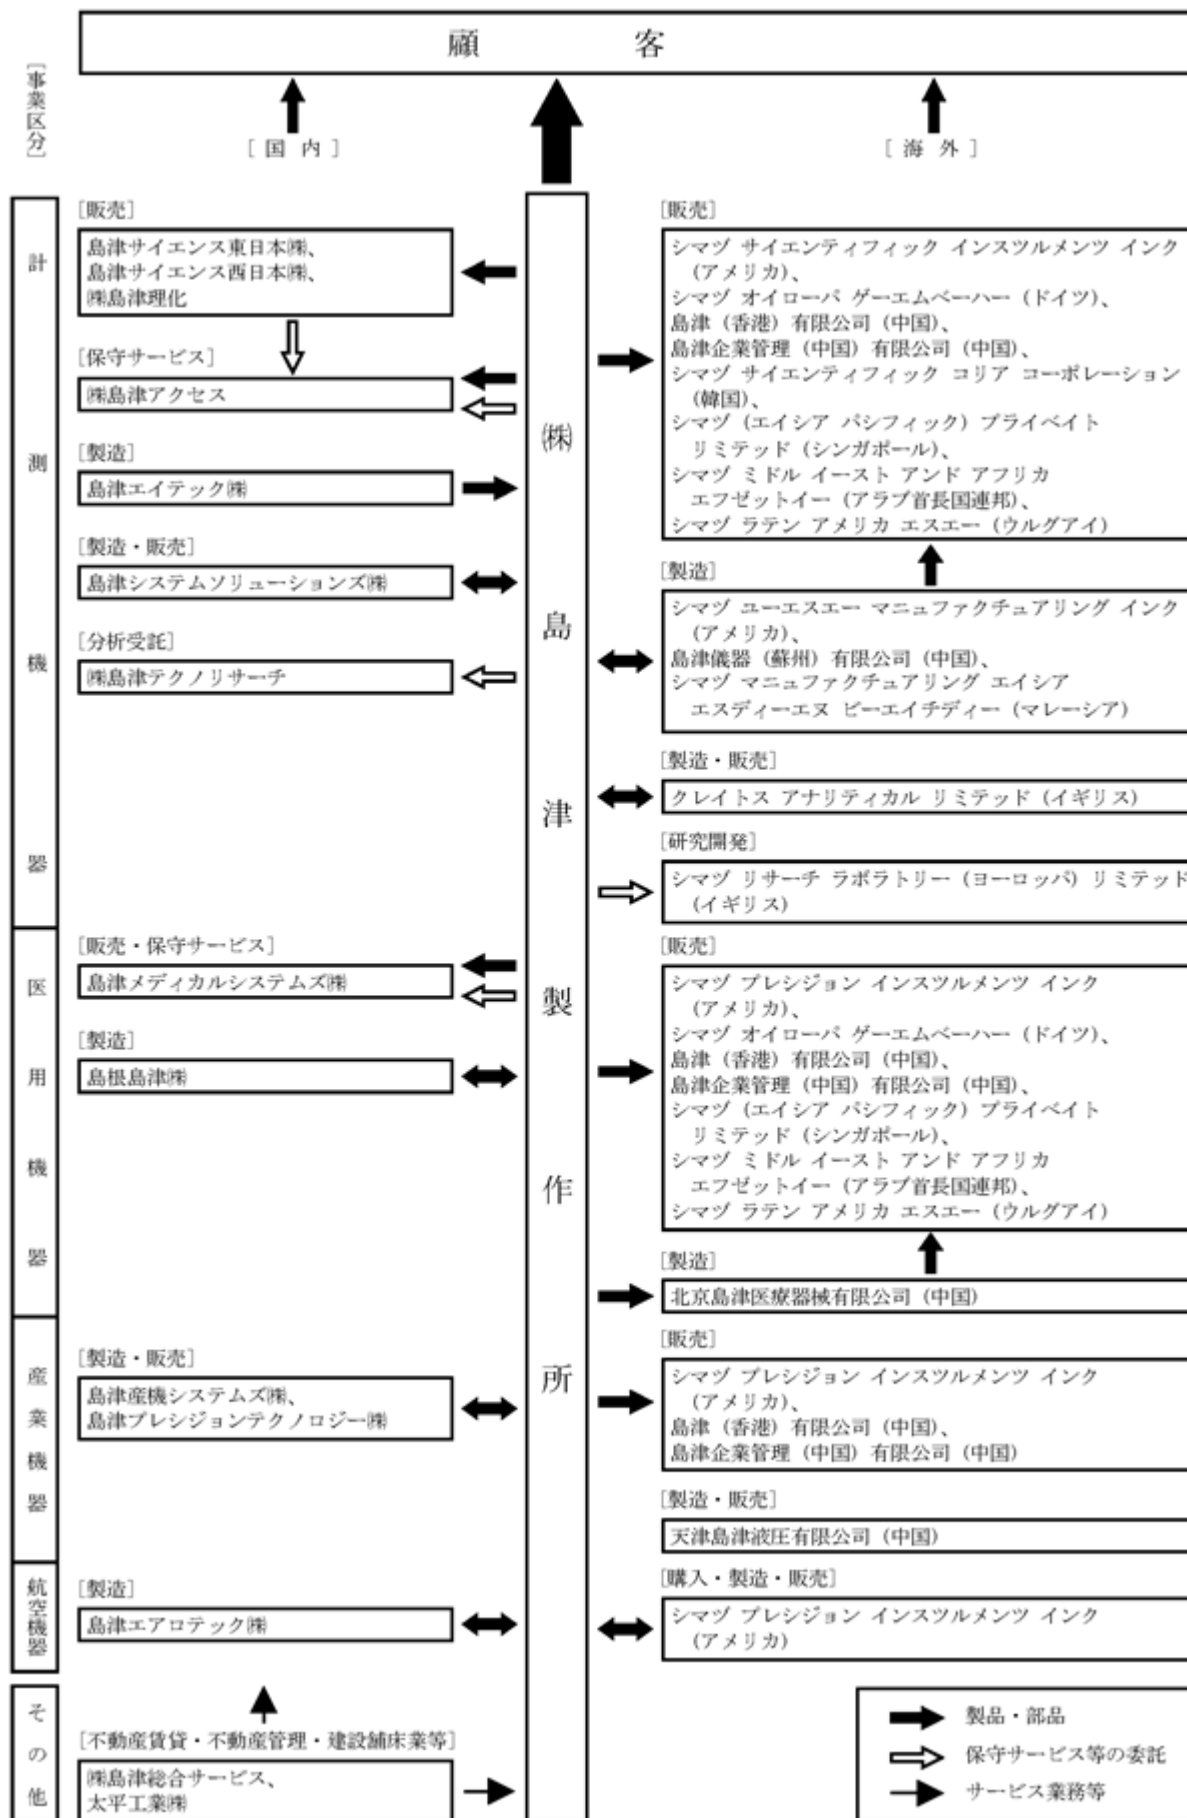 顧客
[事業区分]
[国内]
[海外]
計測機器
[販売]
島津サイエンス東日本㈱、
島津サイエンス西日本㈱、
㈱島津理化
[保守サービス]
㈱島津アクセス
[製造]
島津エイテック㈱
[製造・販売]
島津システムソリューションズ㈱
[分析受託]
㈱島津テクノリサーチ
㈱島津製作所
[販売]
シマヅ サイエンティフィック インスツルメンツ インク
(アメリカ)、
シマヅ オイローパ ゲーエムベーハー (ドイツ)、
島津 (香港) 有限公司 (中国)、
島津企業管理 (中国) 有限公司 (中国)、
シマヅ サイエンティフィック コリア コーポレーション
(韓国)、
シマヅ (エイシア パシフィック) プライベイト
リミテッド (シンガポール)、
シマヅ ミドル イースト アンド アフリカ
エフゼットイー (アラブ首長国連邦)、
シマヅ ラテン アメリカ エスエー (ウルグアイ)
[製造]
シマヅ ユーエスエー マニュファクチュアリング インク
(アメリカ)、
島津儀器 (蘇州) 有限公司 (中国)、
シマヅ マニュファクチュアリング エイシア
エスディーエヌ ビーエイチディー (マレーシア)
[製造・販売]
クレイトス アナリティカル リミテッド (イギリス)
[研究開発]
シマヅ リサーチ ラボラトリー (ヨーロッパ) リミテッド
(イギリス)
医用機器
[販売・保守サービス]
島津メディカルシステムズ㈱
[製造]
島根島津㈱
[販売]
シマヅ プレシジョン インスツルメンツ インク
(アメリカ)、
シマヅ オイローパ ゲーエムベーハー (ドイツ)、
島津 (香港) 有限公司 (中国)、
島津企業管理 (中国) 有限公司 (中国)、
シマヅ (エイシア パシフィック) プライベイト
リミテッド (シンガポール)、
シマヅ ミドル イースト アンド アフリカ
エフゼットイー (アラブ首長国連邦)、
シマヅ ラテン アメリカ エスエー (ウルグアイ)
[製造]
北京島津医療器械有限公司 (中国)
産業機器
[製造・販売]
島津産機システムズ㈱、
島津プレシジョンテクノロジー㈱
[販売]
シマヅ プレシジョン インスツルメンツ インク
(アメリカ)、
島津 (香港) 有限公司 (中国)、
島津企業管理 (中国) 有限公司 (中国)
[製造・販売]
天津島津液圧有限公司 (中国)
航空機器
[製造]
島津エアロテック㈱
[購入・製造・販売]
シマヅ プレシジョン インスツルメンツ インク
(アメリカ)
その他
[不動産賃貸・不動産管理・建設舗床業等]
㈱島津総合サービス、
太平工業㈱
製品・部品
保守サービス等の委託
サービス業務等